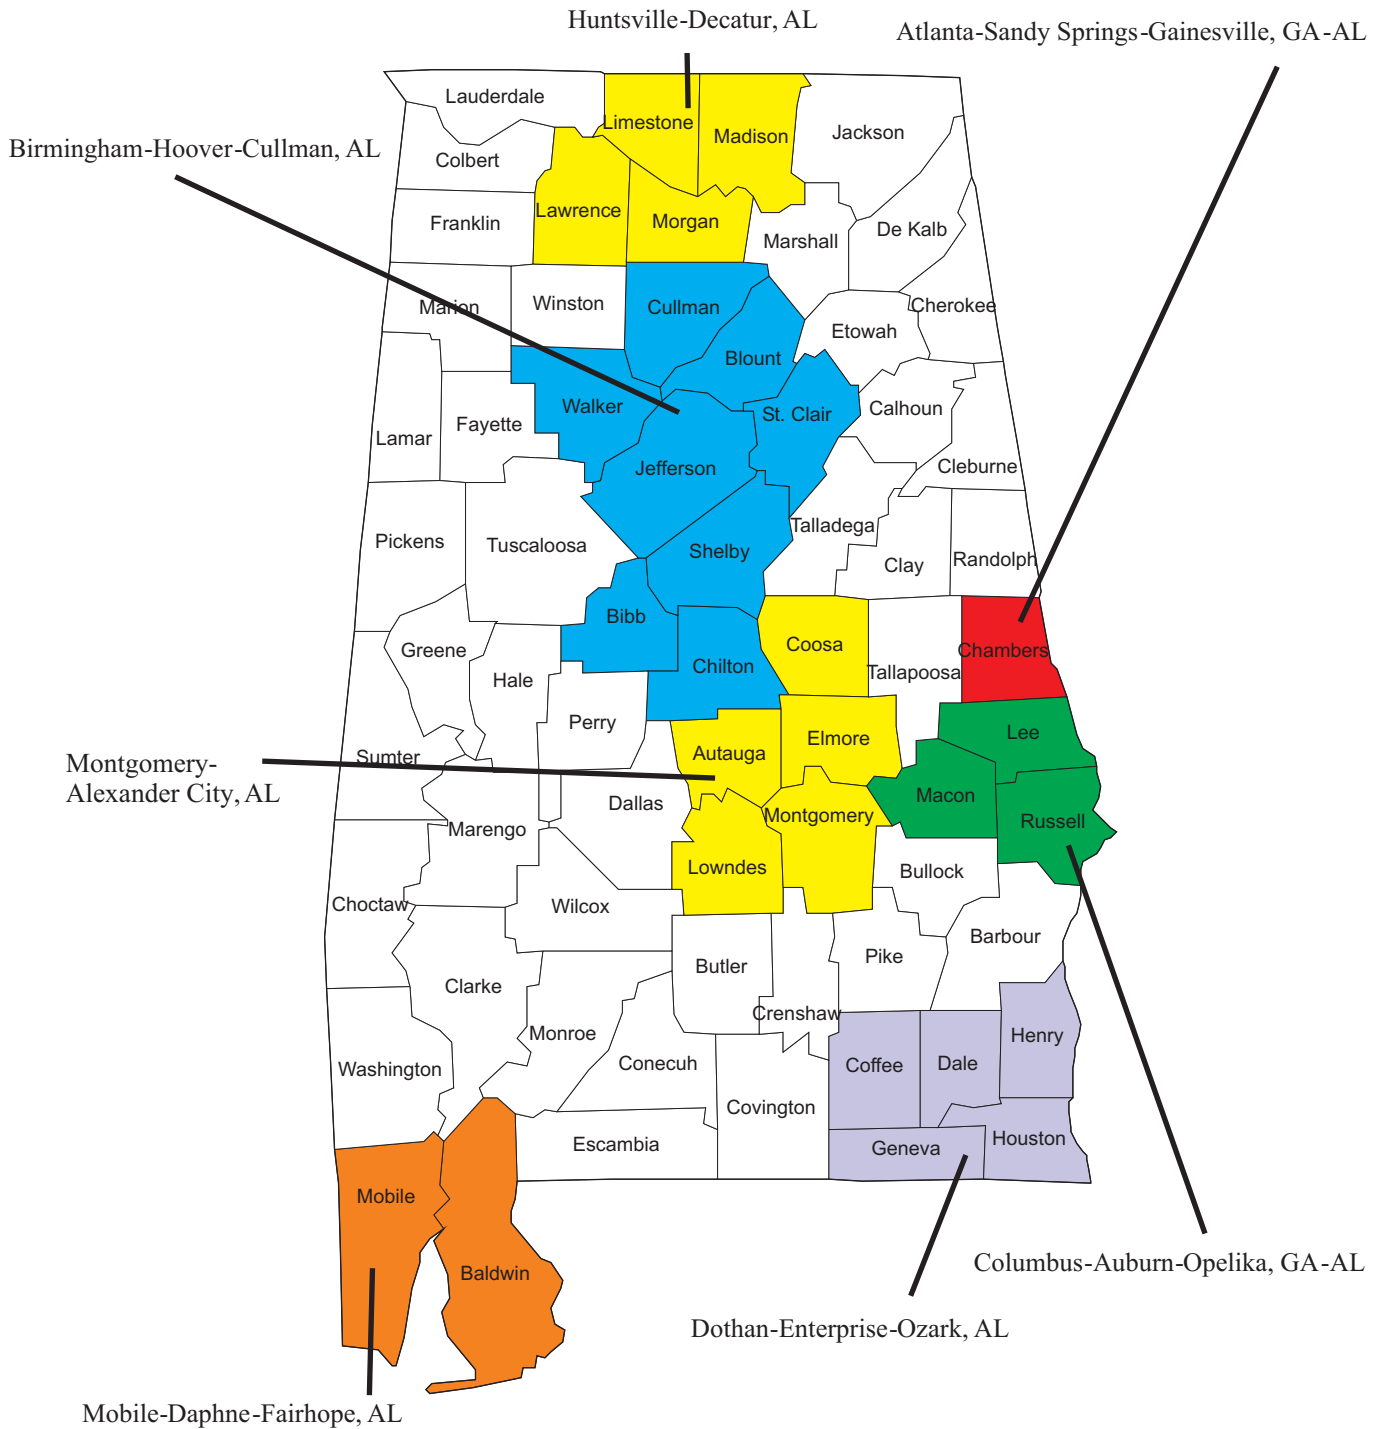 Huntsville-Decatur, AL
Atlanta-Sandy Springs-Gainesville, GA-AL
Lauderdale
Limestone
Madison
Jackson
Birmingham-Hoover-Cullman, AL
Colbert
Lawrence
Morgan
Franklin
De Kalb
Marshall
Marion
Winston
Cullman
Cherokee
Etowah
Blount
Walker
St. Clair
Calhoun
Fayette
Lamar
Jefferson
Cleburne
Talladega
Pickens
Tuscaloosa
Shelby
Clay
Randolph
Bibb
Coosa
Greene
Chambers
Chilton
Tallapoosa
Hale
Perry
Lee
Elmore
Autauga
Sumter
Montgomery-
Alexander City, AL
Macon
Dallas
Montgomery
Russell
Marengo
Lowndes
Bullock
Choctaw
Wilcox
Barbour
Pike
Butler
Clarke
Crenshaw
Monroe
Henry
Conecuh
Coffee
Dale
Washington
Covington
Houston
Escambia
Geneva
Mobile
Baldwin
Columbus-Auburn-Opelika, GA-AL
Dothan-Enterprise-Ozark, AL
Mobile-Daphne-Fairhope, AL